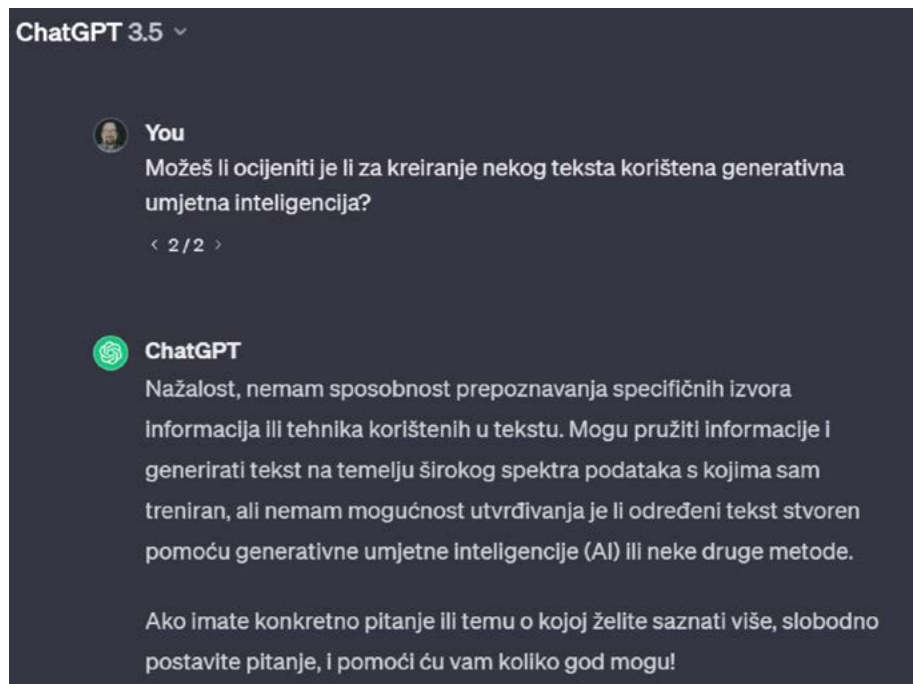 ChatGPT 3.5
You
Možeš li ocijeniti je li za kreiranje nekog teksta korištena generativna
umjetna inteligencija?
< 2/2 >
ChatGPT
Nažalost, nemam sposobnost prepoznavanja specifičnih izvora
informacija ili tehnika korištenih u tekstu. Mogu pružiti informacije i
generirati tekst na temelju širokog spektra podataka s kojima sam
treniran, ali nemam mogućnost utvrđivanja je li određeni tekst stvoren
pomoću generativne umjetne inteligencije (AI) ili neke druge metode.
Ako imate konkretno pitanje ili temu o kojoj želite saznati više, slobodno
postavite pitanje, i pomoći ću vam koliko god mogu!